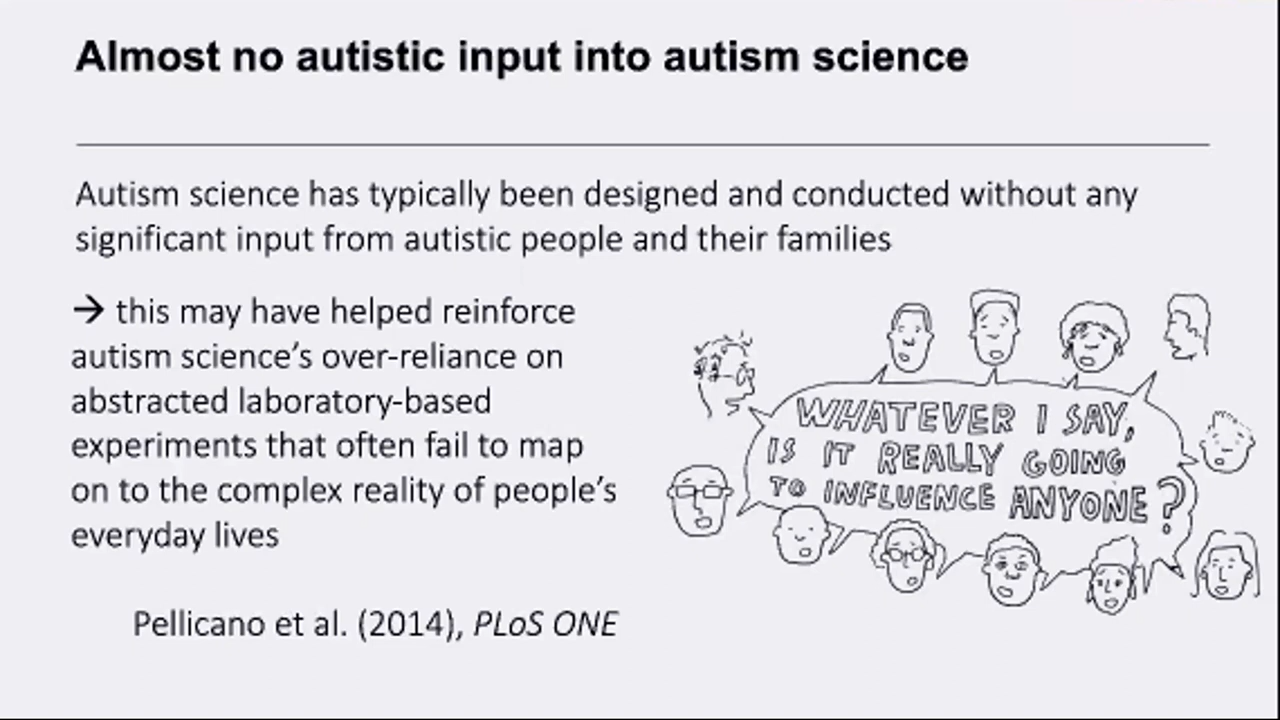 Almost no autistic input into autism science
Autism science has typically been designed and conducted without any
significant input from autistic people and their families
→ this may have helped reinforce
autism science’s over-reliance on
abstracted laboratory-based
experiments that often fail to map
on to the complex reality of people’s
everyday lives
Pellicano et al. (2014), PLoS ONE
WHATEVER I SAY,
IS IT REALLY GOING
TO INFLUENCE ANYONE?